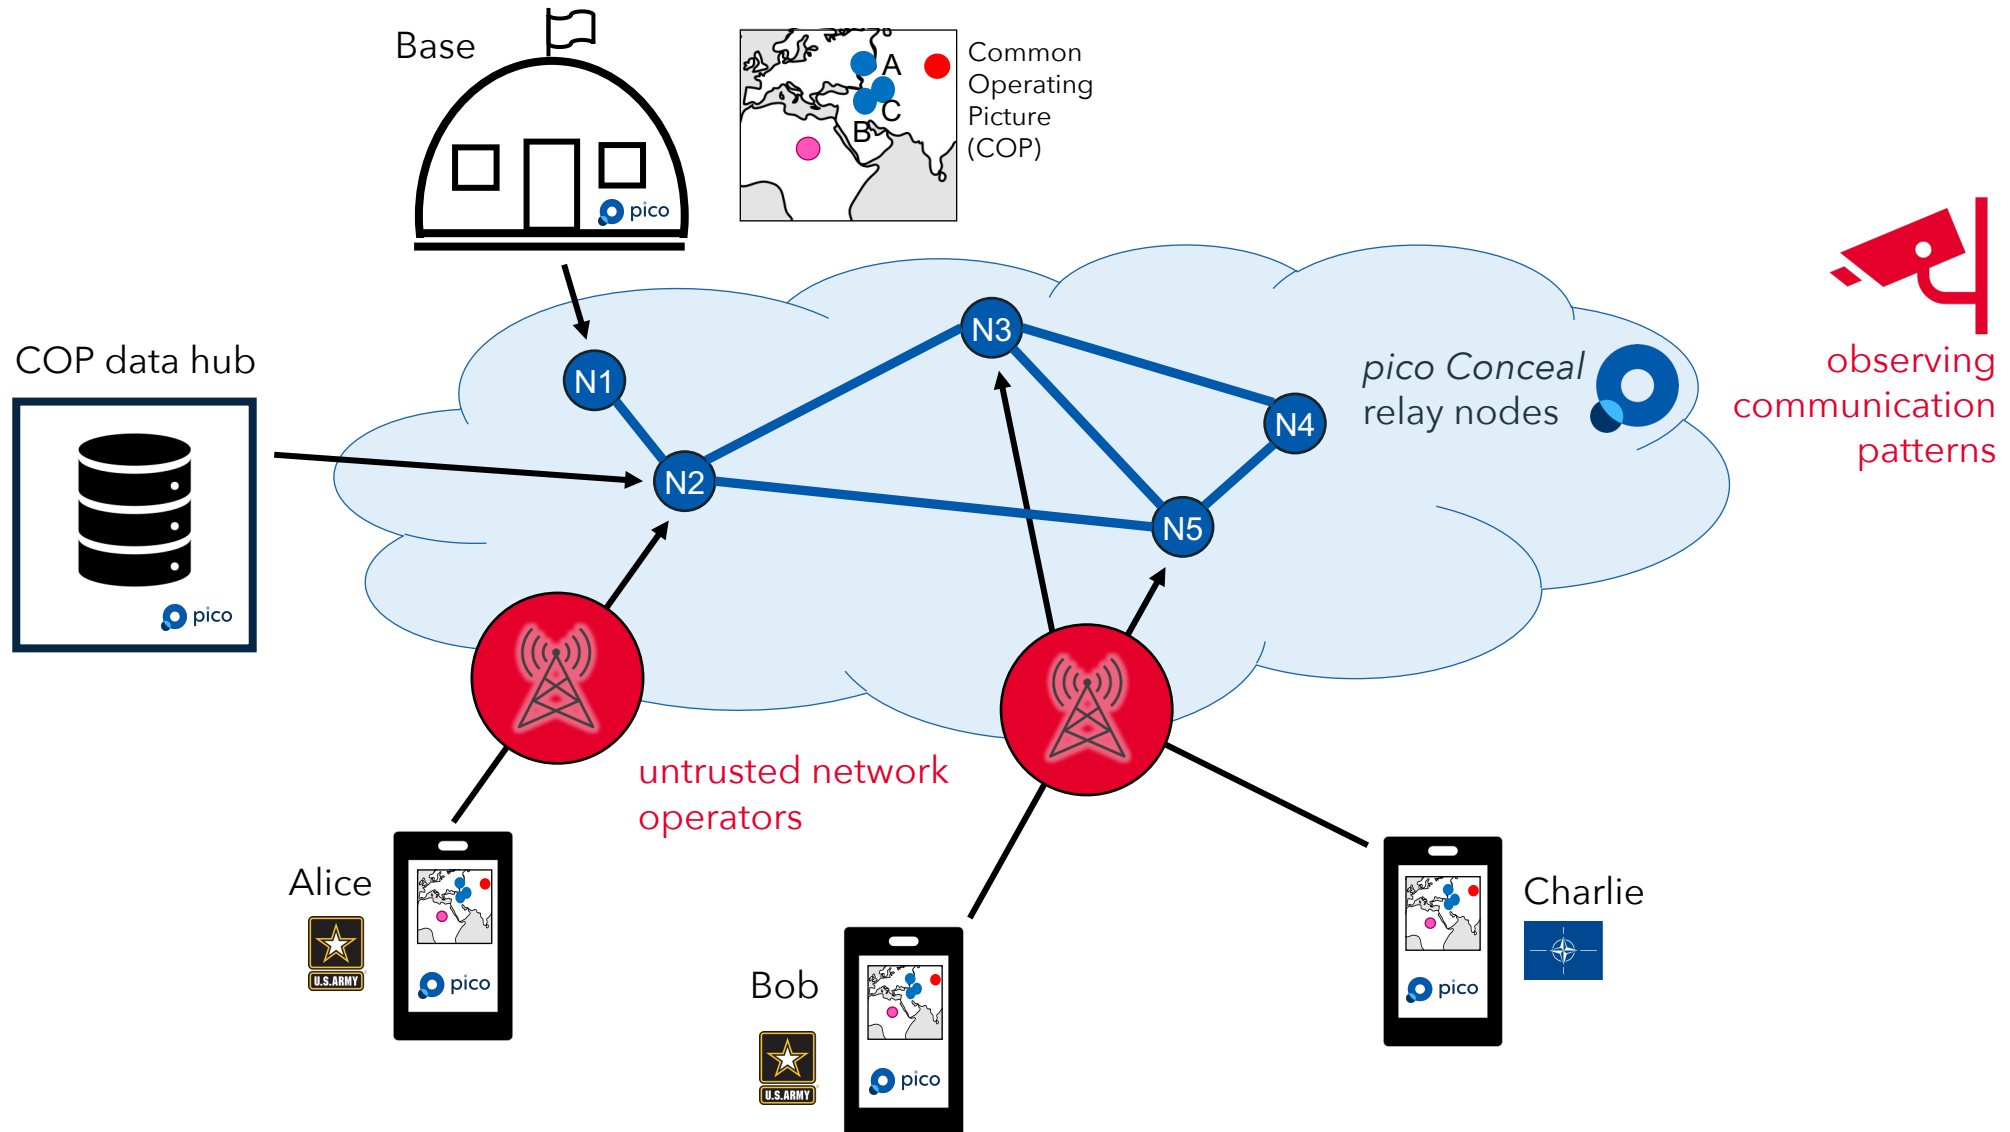 Base
Common
Operating
Picture
(COP)
A
C
B
pico
COP data hub
N1
N2
N3
N4
N5
pico Conceal
relay nodes
observing
communication
patterns
pico
untrusted network
operators
Alice
U.S.ARMY
pico
Bob
U.S.ARMY
pico
Charlie
pico